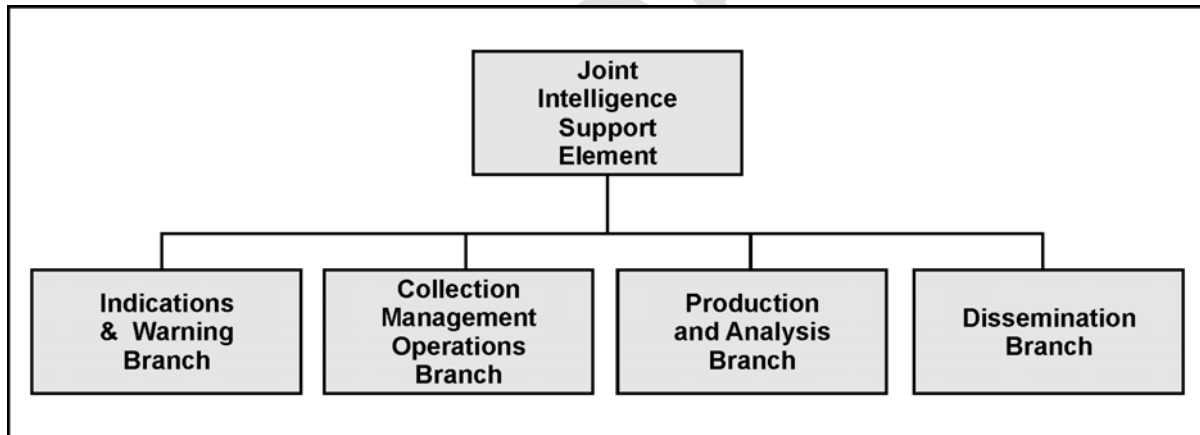 Joint
Intelligence
Support
Element
Indications
& Warning
Branch
Collection
Management
Operations
Branch
Production
and Analysis
Branch
Dissemination
Branch